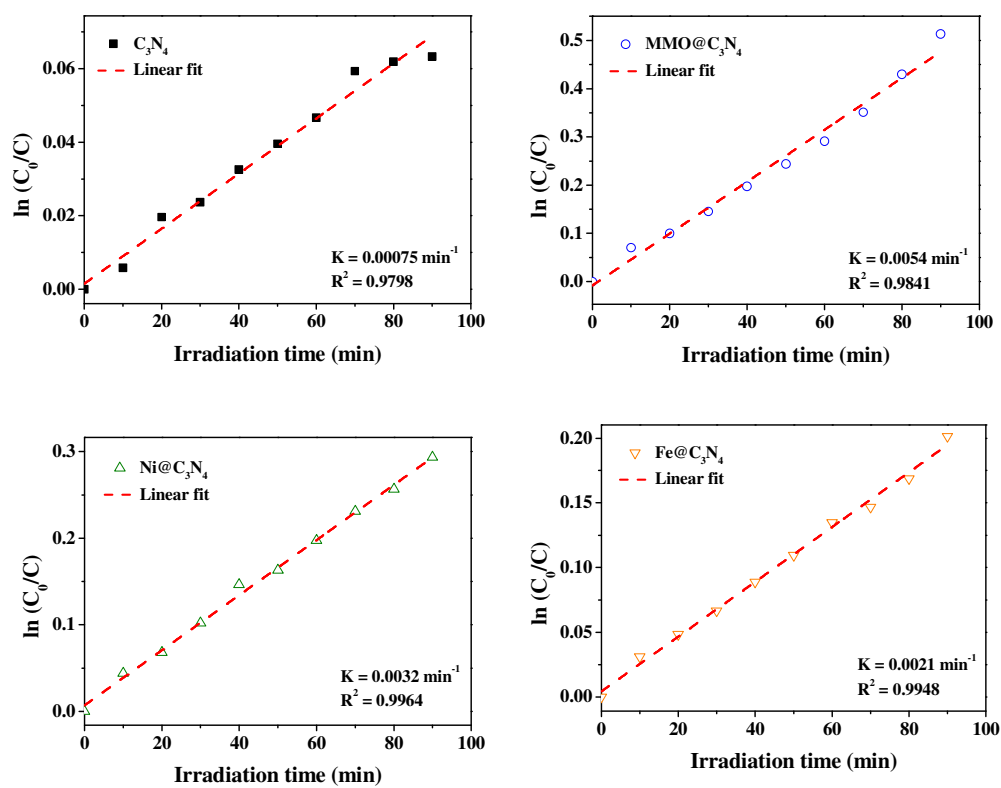 C₃N₄
Linear fit
0.06
0.04
0.02
0.00
ln (C₀/C)
K = 0.00075 min⁻¹
R² = 0.9798
0 20 40 60 80 100
Irradiation time (min)
MMO@C₃N₄
Linear fit
0.5
0.4
0.3
0.2
0.1
0.0
ln (C₀/C)
K = 0.0054 min⁻¹
R² = 0.9841
0 20 40 60 80 100
Irradiation time (min)
Ni@C₃N₄
Linear fit
0.3
0.2
0.1
0.0
ln (C₀/C)
K = 0.0032 min⁻¹
R² = 0.9964
0 20 40 60 80 100
Irradiation time (min)
Fe@C₃N₄
Linear fit
0.20
0.15
0.10
0.05
0.00
ln (C₀/C)
K = 0.0021 min⁻¹
R² = 0.9948
0 20 40 60 80 100
Irradiation time (min)